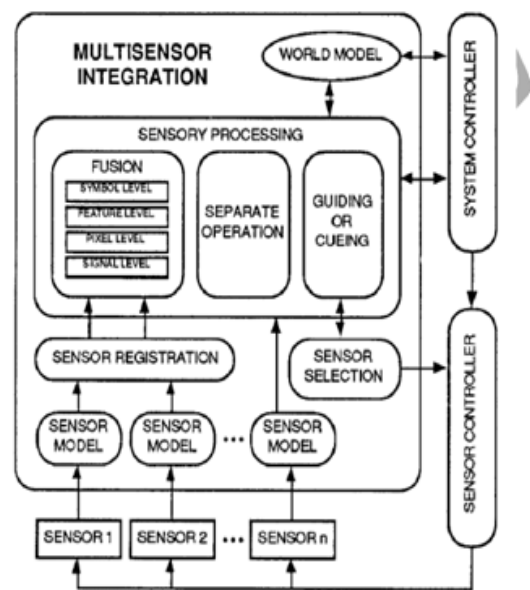 MULTISENSOR
INTEGRATION
WORLD MODEL
SYSTEM CONTROLLER
SENSORY PROCESSING
FUSION
SYMBOL LEVEL
FEATURE LEVEL
PIXEL LEVEL
SIGNAL LEVEL
SEPARATE
OPERATION
GUIDING
OR
CUEING
SENSOR REGISTRATION
SENSOR
SELECTION
SENSOR CONTROLLER
SENSOR
MODEL
SENSOR
MODEL
•••
SENSOR
MODEL
SENSOR 1
SENSOR 2
•••
SENSOR n